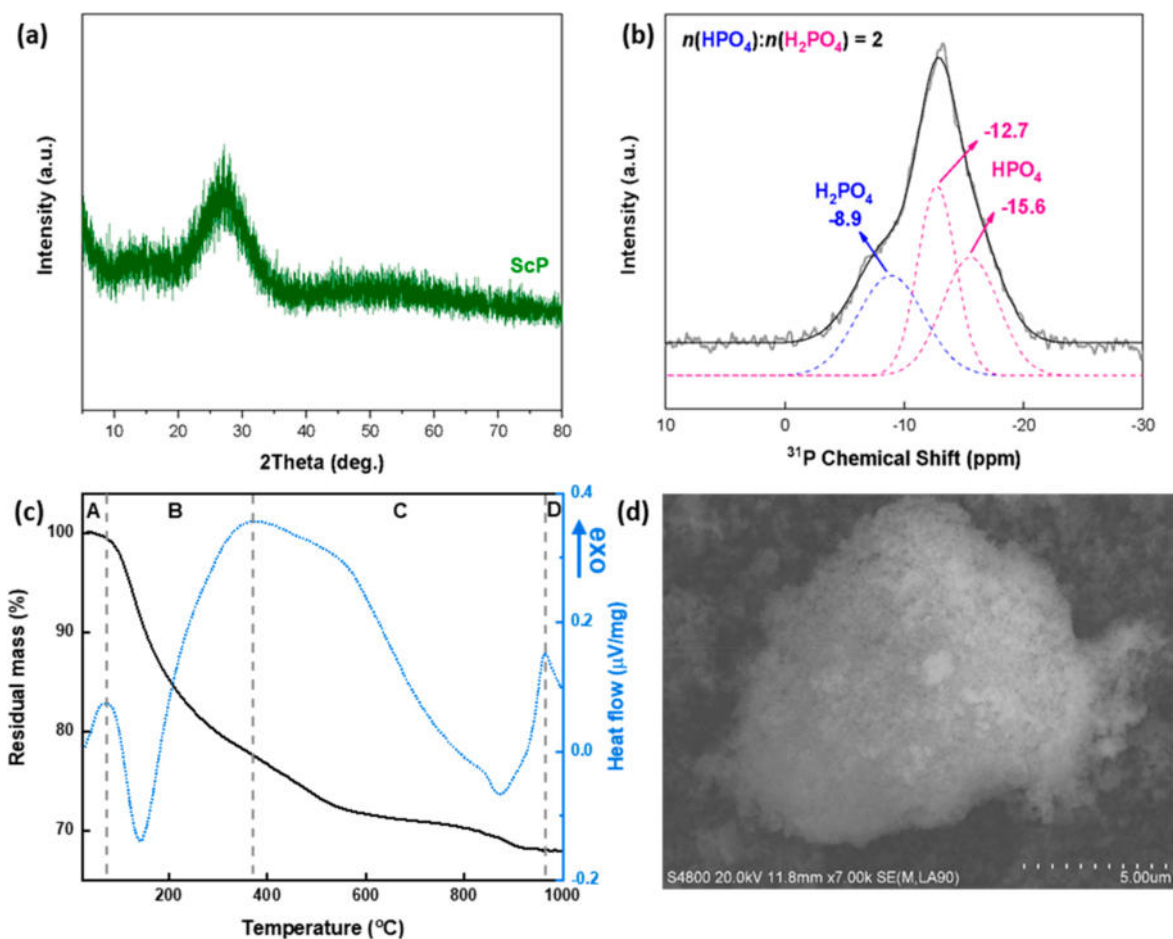 (a)
Intensity (a.u.)
ScP
10 20 30 40 50 60 70 80
2Theta (deg.)
(b)
n(HPO₄):n(H₂PO₄) = 2
Intensity (a.u.)
-12.7
H₂PO₄
HPO₄
-8.9
-15.6
10 0 -10 -20 -30
³¹P Chemical Shift (ppm)
(c)
A B C D
100
90
80
70
Residual mass (%)
0.4
0.2
0.0
-0.2
exo
Heat flow (μV/mg)
200 400 600 800 1000
Temperature (°C)
(d)
S4800 20.0kV 11.8mm x7.00k SE(M,LA90)
5.00um